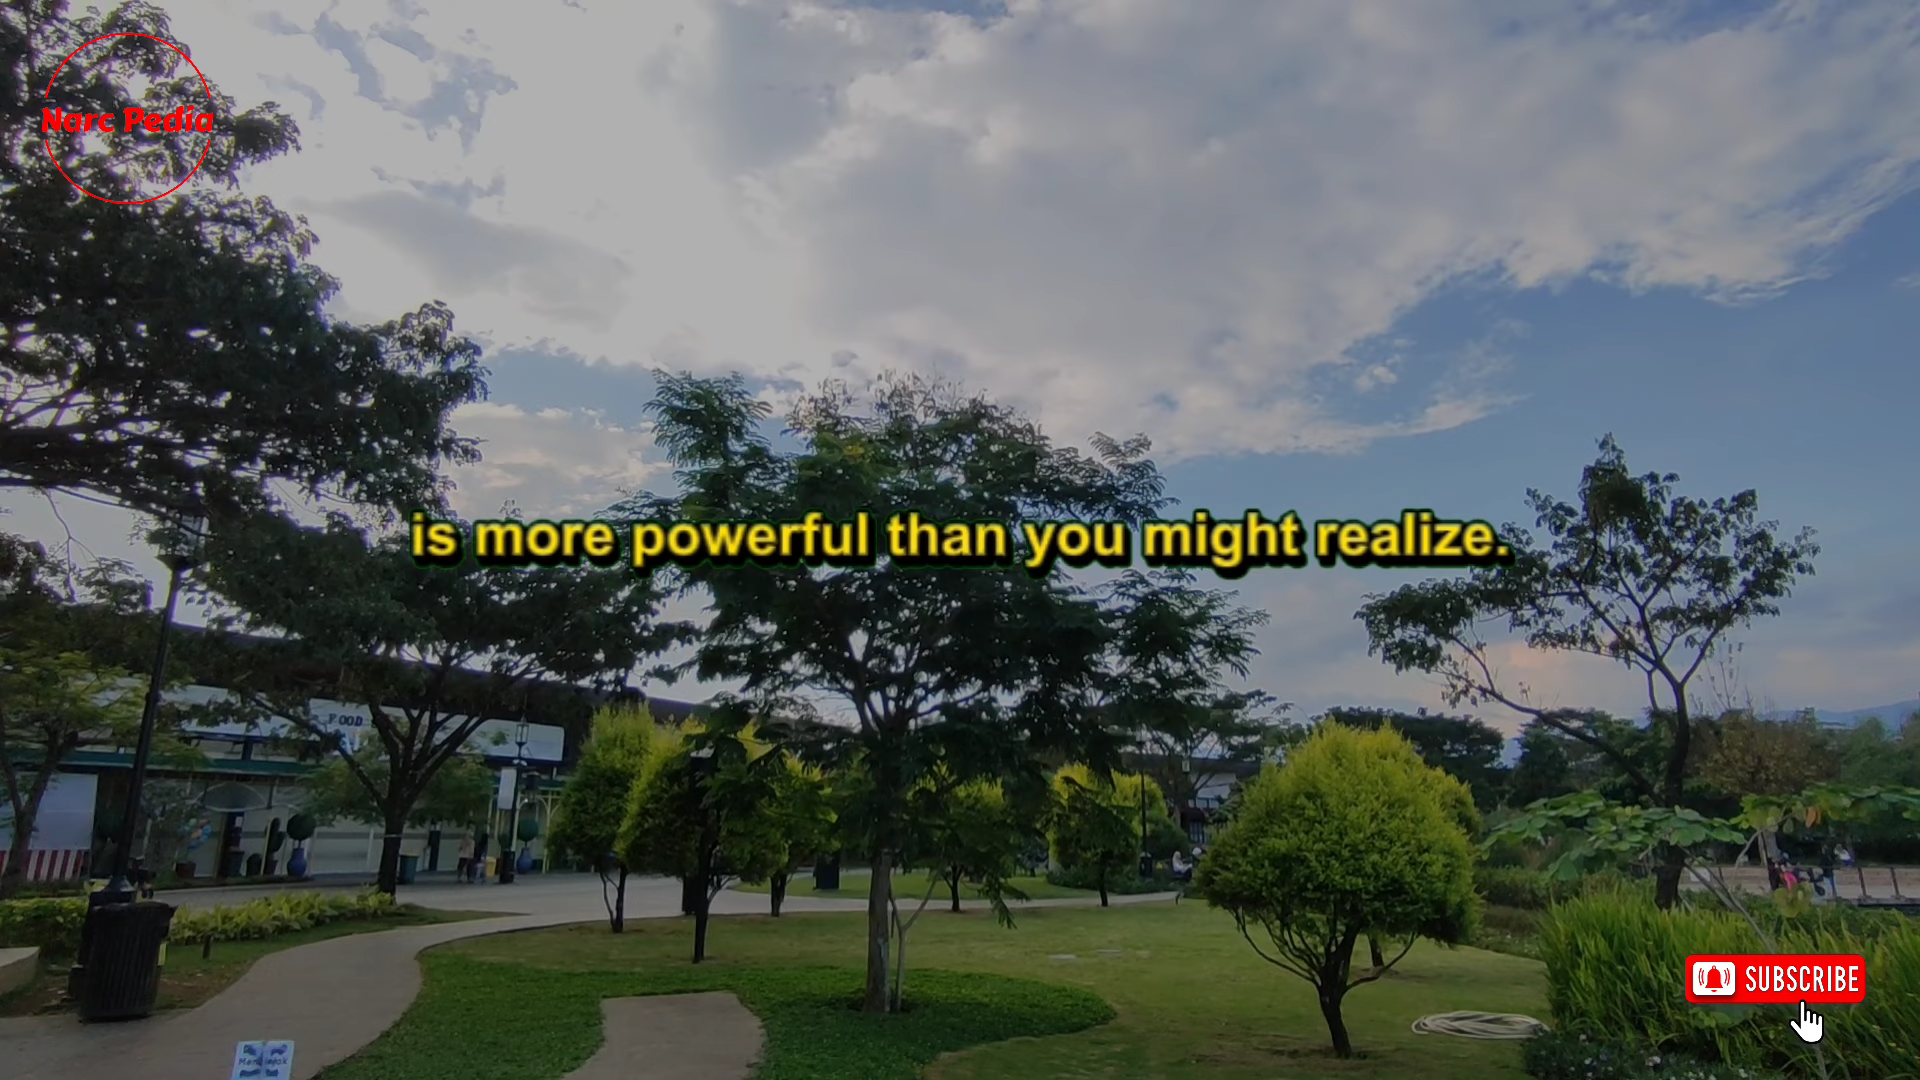 Narc Pedia
is more powerful than you might realize.
FOOD
SUBSCRIBE